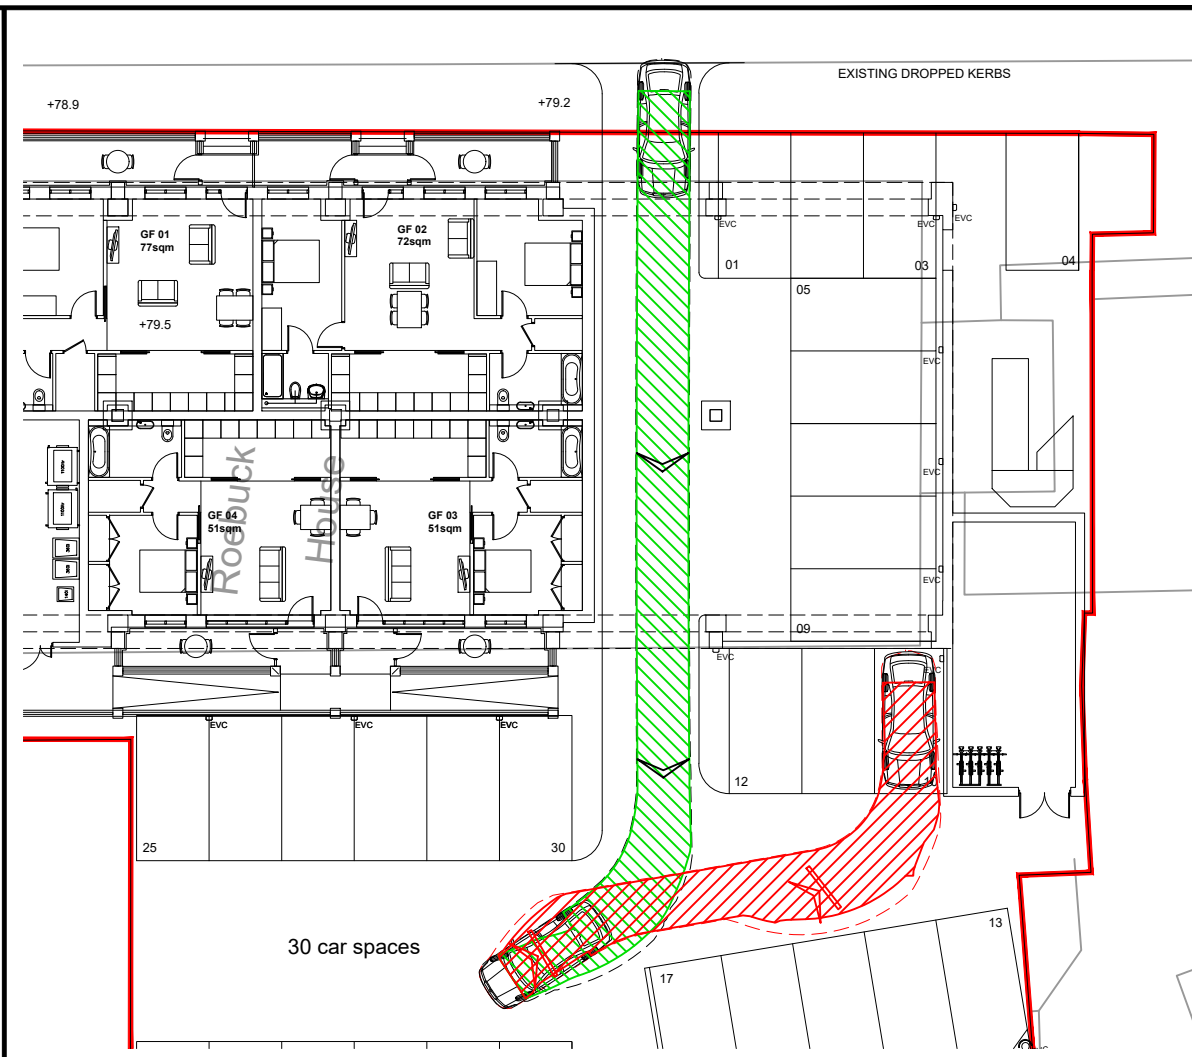 EXISTING DROPPED KERBS
+78.9
+79.2
GF 01
77sqm
GF 02
72sqm
EVC
EVC
EVC
01
03
04
05
+79.5
EVC
EVC
Roebuck
House
GF 04
51sqm
GF 03
51sqm
EVC
09
EVC
EVC
EVC
EVC
EVC
12
25
30
30 car spaces
13
17